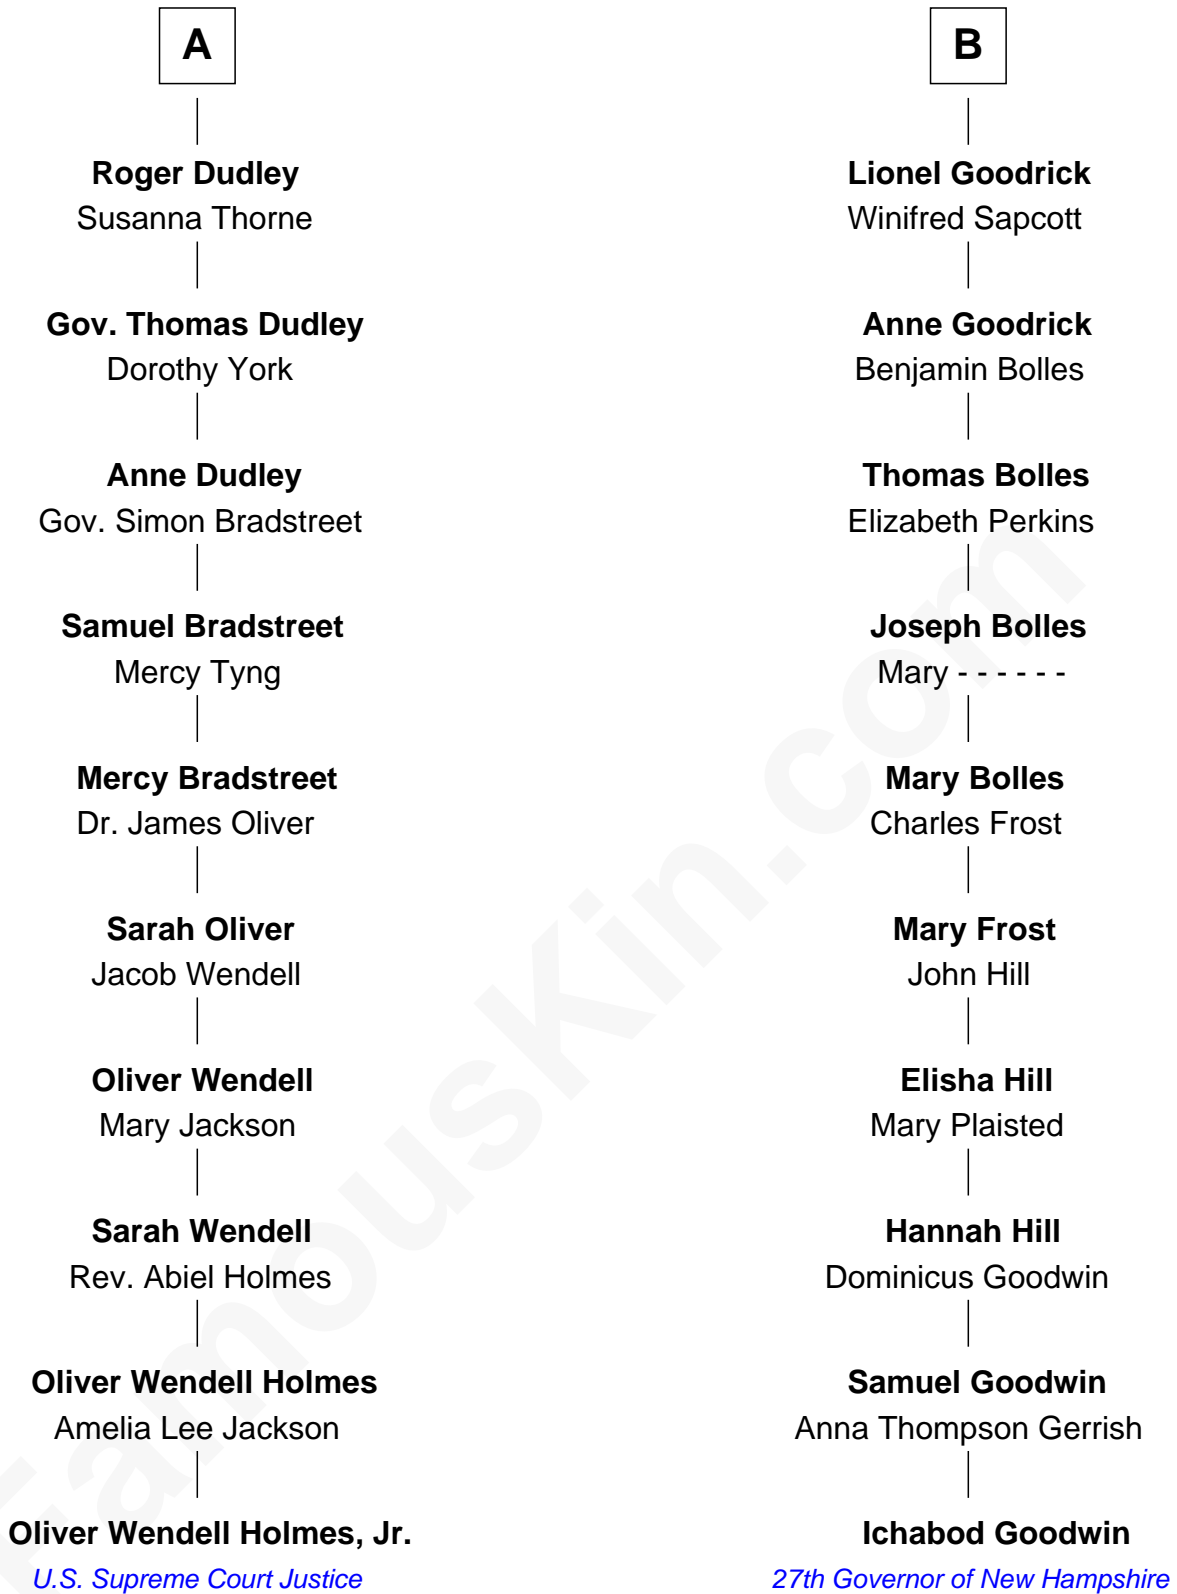 A
Roger Dudley
Susanna Thorne
Gov. Thomas Dudley
Dorothy York
Anne Dudley
Gov. Simon Bradstreet
Samuel Bradstreet
Mercy Tyng
Mercy Bradstreet
Dr. James Oliver
Sarah Oliver
Jacob Wendell
Oliver Wendell
Mary Jackson
Sarah Wendell
Rev. Abiel Holmes
Oliver Wendell Holmes
Amelia Lee Jackson
Oliver Wendell Holmes, Jr.
U.S. Supreme Court Justice
B
Lionel Goodrick
Winifred Sapcott
Anne Goodrick
Benjamin Bolles
Thomas Bolles
Elizabeth Perkins
Joseph Bolles
Mary - - - - - -
Mary Bolles
Charles Frost
Mary Frost
John Hill
Elisha Hill
Mary Plaisted
Hannah Hill
Dominicus Goodwin
Samuel Goodwin
Anna Thompson Gerrish
Ichabod Goodwin
27th Governor of New Hampshire
FamousKin.com